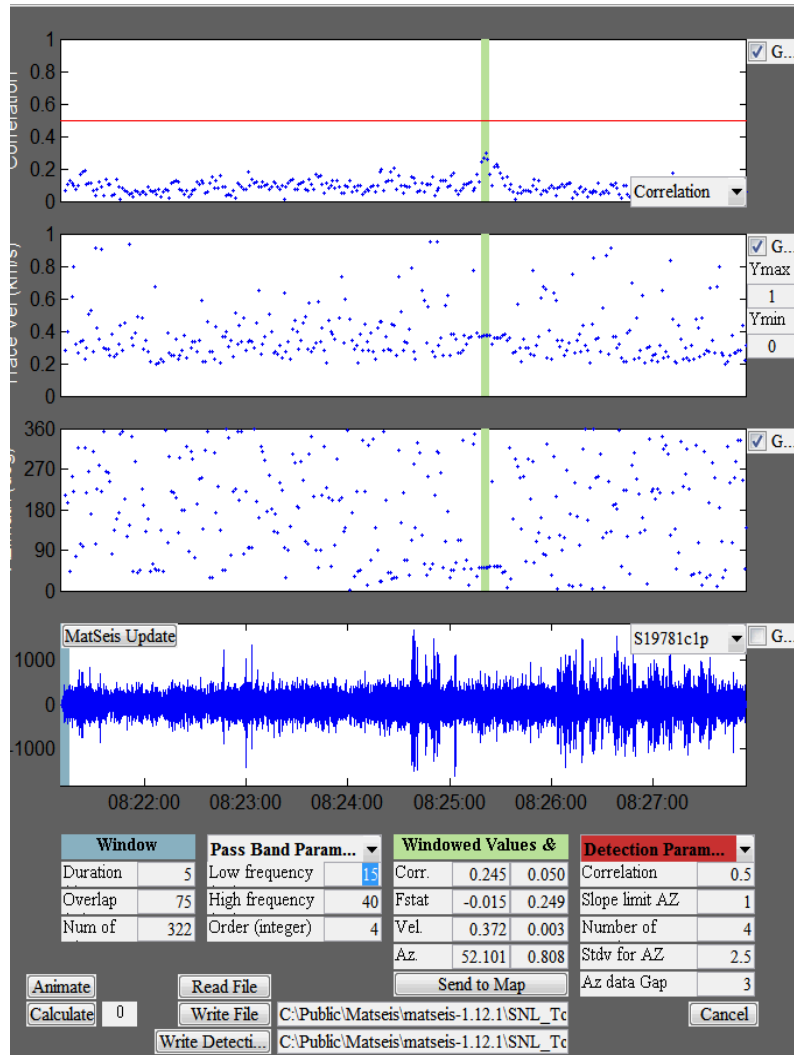 1
G...
0.8
0.6
0.4
0.2
0
Correlation
Correlation
1
G...
0.8
Ymax
1
0.6
Ymin
0.4
0
0.2
0
Trace Vel (km/s)
360
G...
270
180
90
0
MatSeis Update
S19781c1p
G...
1000
0
-1000
08:22:00 08:23:00 08:24:00 08:25:00 08:26:00 08:27:00
Window
Duration 5
Overlap 75
Num of 322
Pass Band Param...
Low frequency 15
High frequency 40
Order (integer) 4
Windowed Values &
Corr. 0.245 0.050
Fstat -0.015 0.249
Vel. 0.372 0.003
Az. 52.101 0.808
Send to Map
Detection Param...
Correlation 0.5
Slope limit AZ 1
Number of 4
Stdv for AZ 2.5
Az data Gap 3
Animate Read File
Calculate 0 Write File C:\Public\Matseis\matseis-1.12.1\SNL_To Cancel
Write Detecti... C:\Public\Matseis\matseis-1.12.1\SNL_To